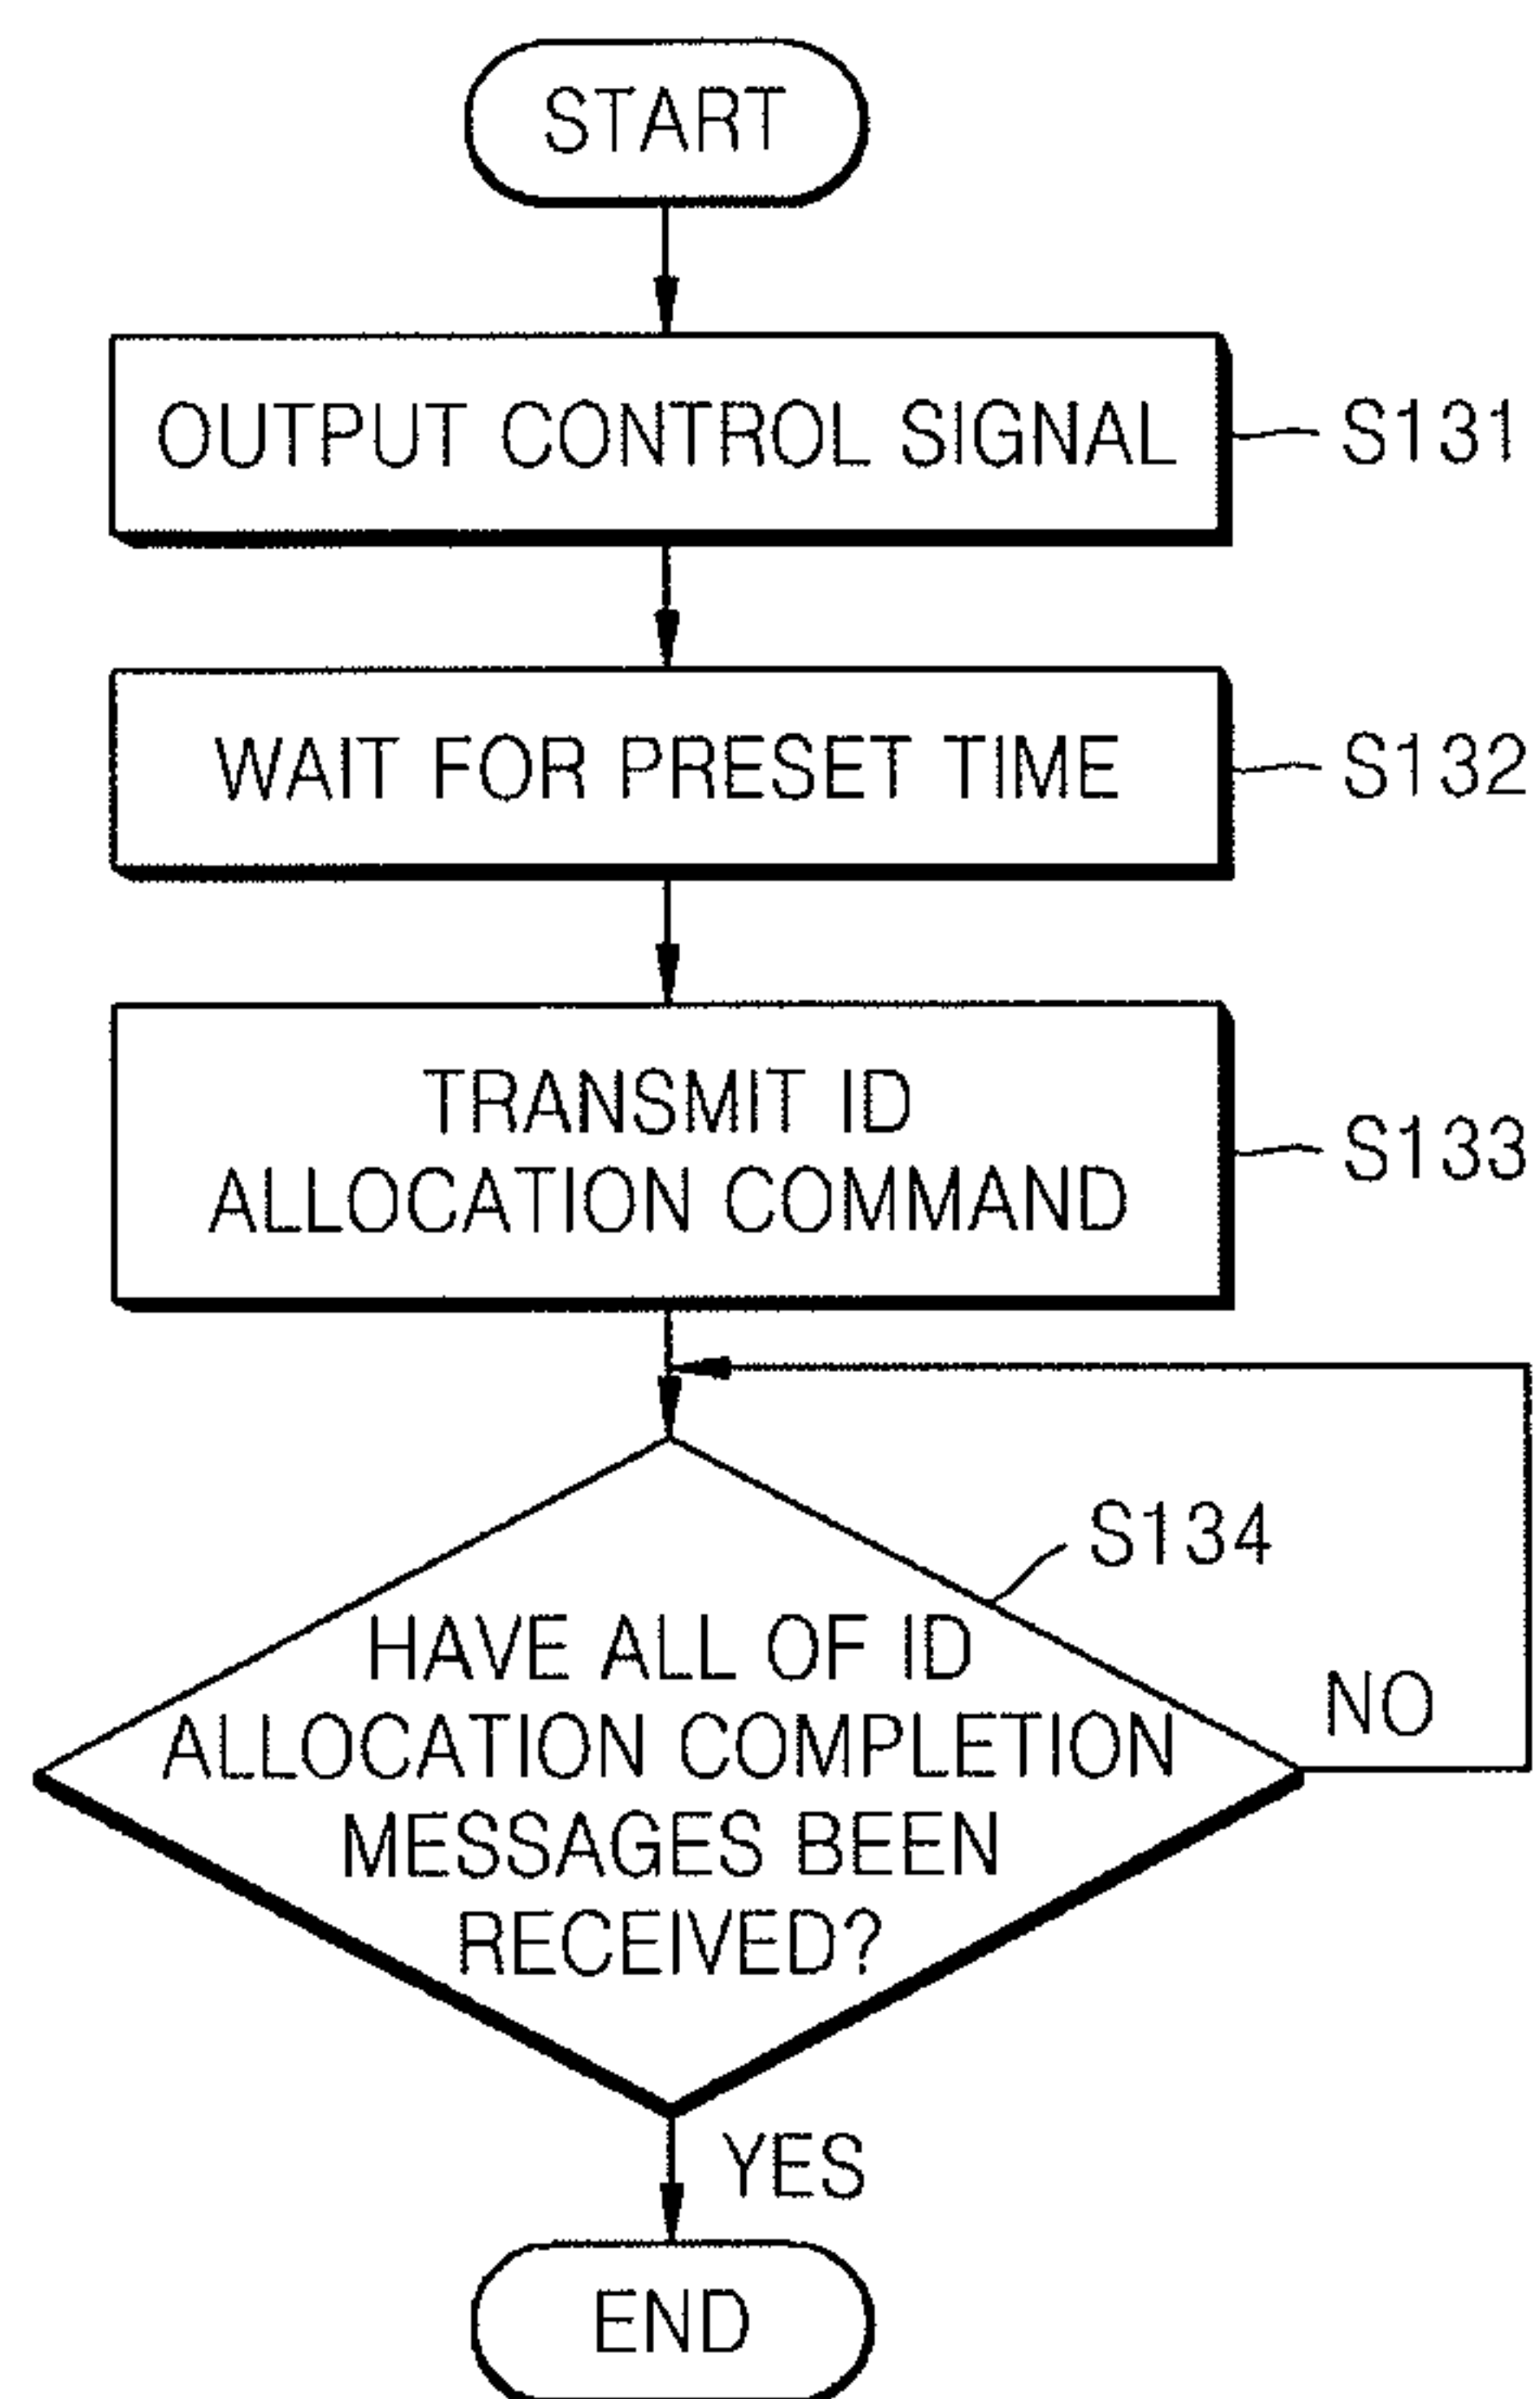 START
OUTPUT CONTROL SIGNAL
S131
WAIT FOR PRESET TIME
S132
TRANSMIT ID
ALLOCATION COMMAND
S133
S134
HAVE ALL OF ID
ALLOCATION COMPLETION
MESSAGES BEEN
RECEIVED?
NO
YES
END